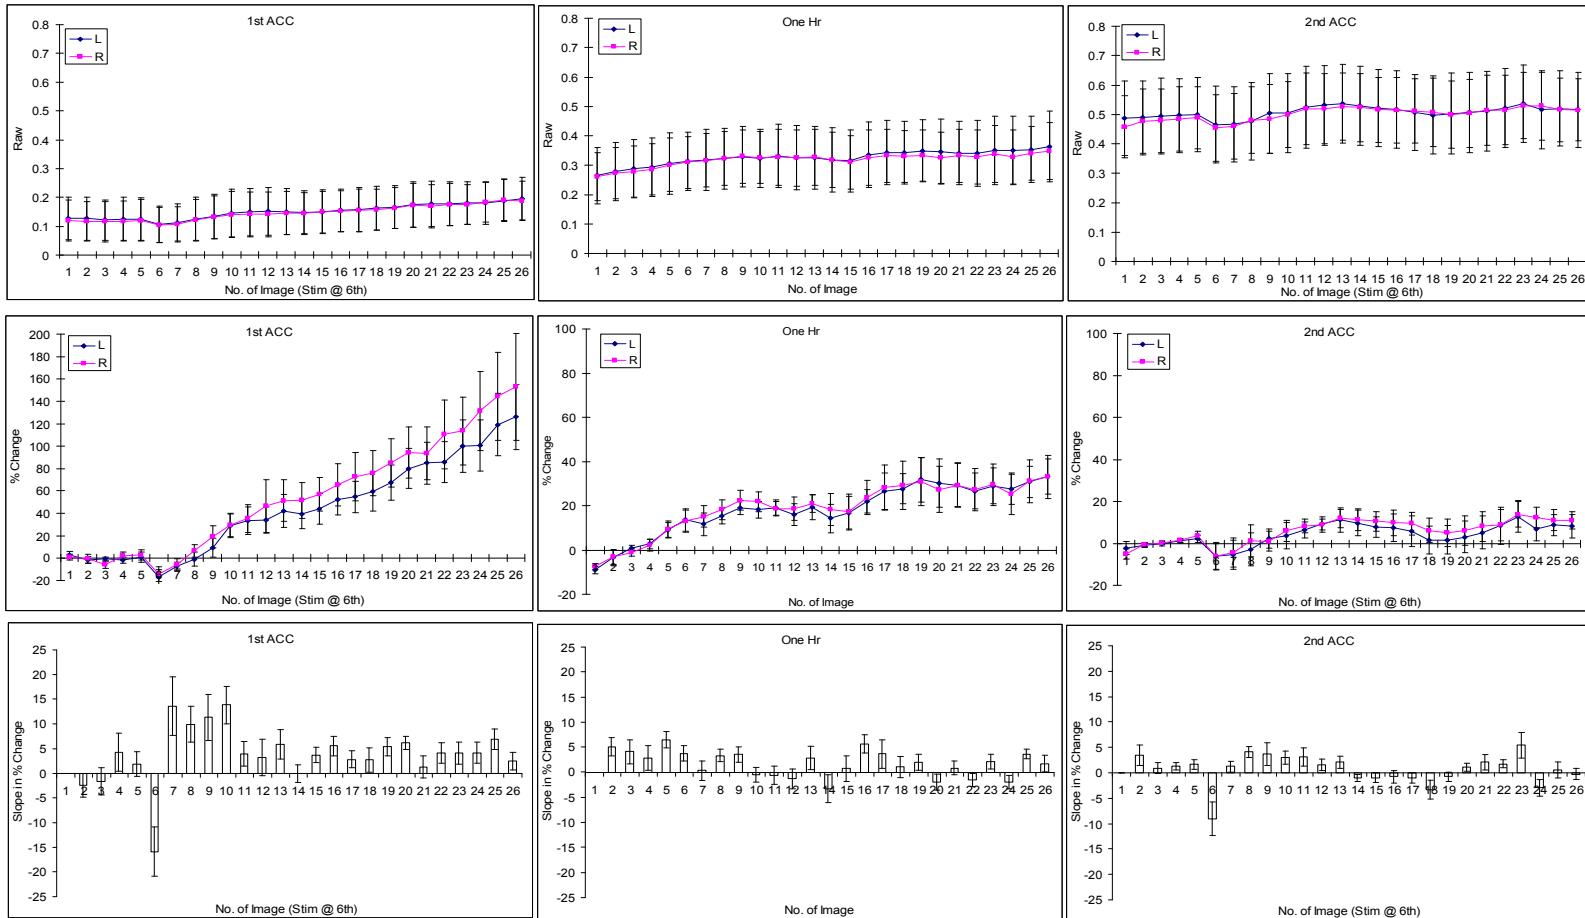 1st ACC
L
R
Raw
0.8
0.7
0.6
0.5
0.4
0.3
0.2
0.1
0
1 2 3 4 5 6 7 8 9 10 11 12 13 14 15 16 17 18 19 20 21 22 23 24 25 26
No. of Image (Stim @ 6th)
One Hr
L
R
Raw
0.8
0.7
0.6
0.5
0.4
0.3
0.2
0.1
0
1 2 3 4 5 6 7 8 9 10 11 12 13 14 15 16 17 18 19 20 21 22 23 24 25 26
No. of Image
2nd ACC
L
R
Raw
0.8
0.7
0.6
0.5
0.4
0.3
0.2
0.1
0
1 2 3 4 5 6 7 8 9 10 11 12 13 14 15 16 17 18 19 20 21 22 23 24 25 26
No. of Image (Stim @ 6th)
1st ACC
L
R
% Change
200
180
160
140
120
100
80
60
40
20
0
-20
1 2 3 4 5 6 7 8 9 10 11 12 13 14 15 16 17 18 19 20 21 22 23 24 25 26
No. of Image (Stim @ 6th)
One Hr
L
R
% Change
100
80
60
40
20
0
-20
1 2 3 4 5 6 7 8 9 10 11 12 13 14 15 16 17 18 19 20 21 22 23 24 25 26
No. of Image
2nd ACC
L
R
% Change
100
80
60
40
20
0
-20
1 2 3 4 5 6 7 8 9 10 11 12 13 14 15 16 17 18 19 20 21 22 23 24 25 26
No. of Image (Stim @ 6th)
1st ACC
Slope in % Change
25
20
15
10
5
0
-5
-10
-15
-20
-25
1 2 3 4 5 6 7 8 9 10 11 12 13 14 15 16 17 18 19 20 21 22 23 24 25 26
No. of Image (Stim @ 6th)
One Hr
Slope in % Change
25
20
15
10
5
0
-5
-10
-15
-20
-25
1 2 3 4 5 6 7 8 9 10 11 12 13 14 15 16 17 18 19 20 21 22 23 24 25 26
No. of Image
2nd ACC
Slope in % Change
25
20
15
10
5
0
-5
-10
-15
-20
-25
1 2 3 4 5 6 7 8 9 10 11 12 13 14 15 16 17 18 19 20 21 22 23 24 25 26
No. of Image (Stim @ 6th)